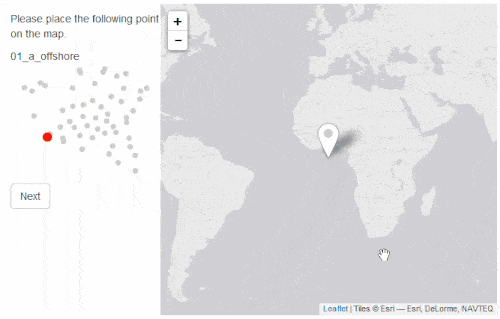 Please place the following point
on the map.
01_a_offshore
Next
+
−
Leaflet | Tiles © Esri — Esri, DeLorme, NAVTEQ